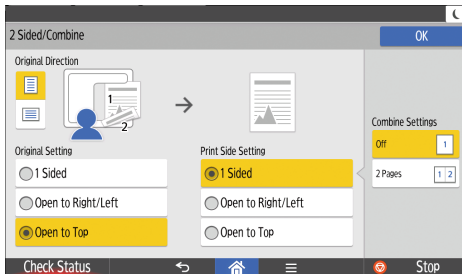 2 Sided/Combine
OK
Original Direction
1
2
Original Setting
1 Sided
Open to Right/Left
Open to Top
Print Side Setting
1 Sided
Open to Right/Left
Open to Top
Combine Settings
Off
1
2 Pages
1 2
Check Status
Stop